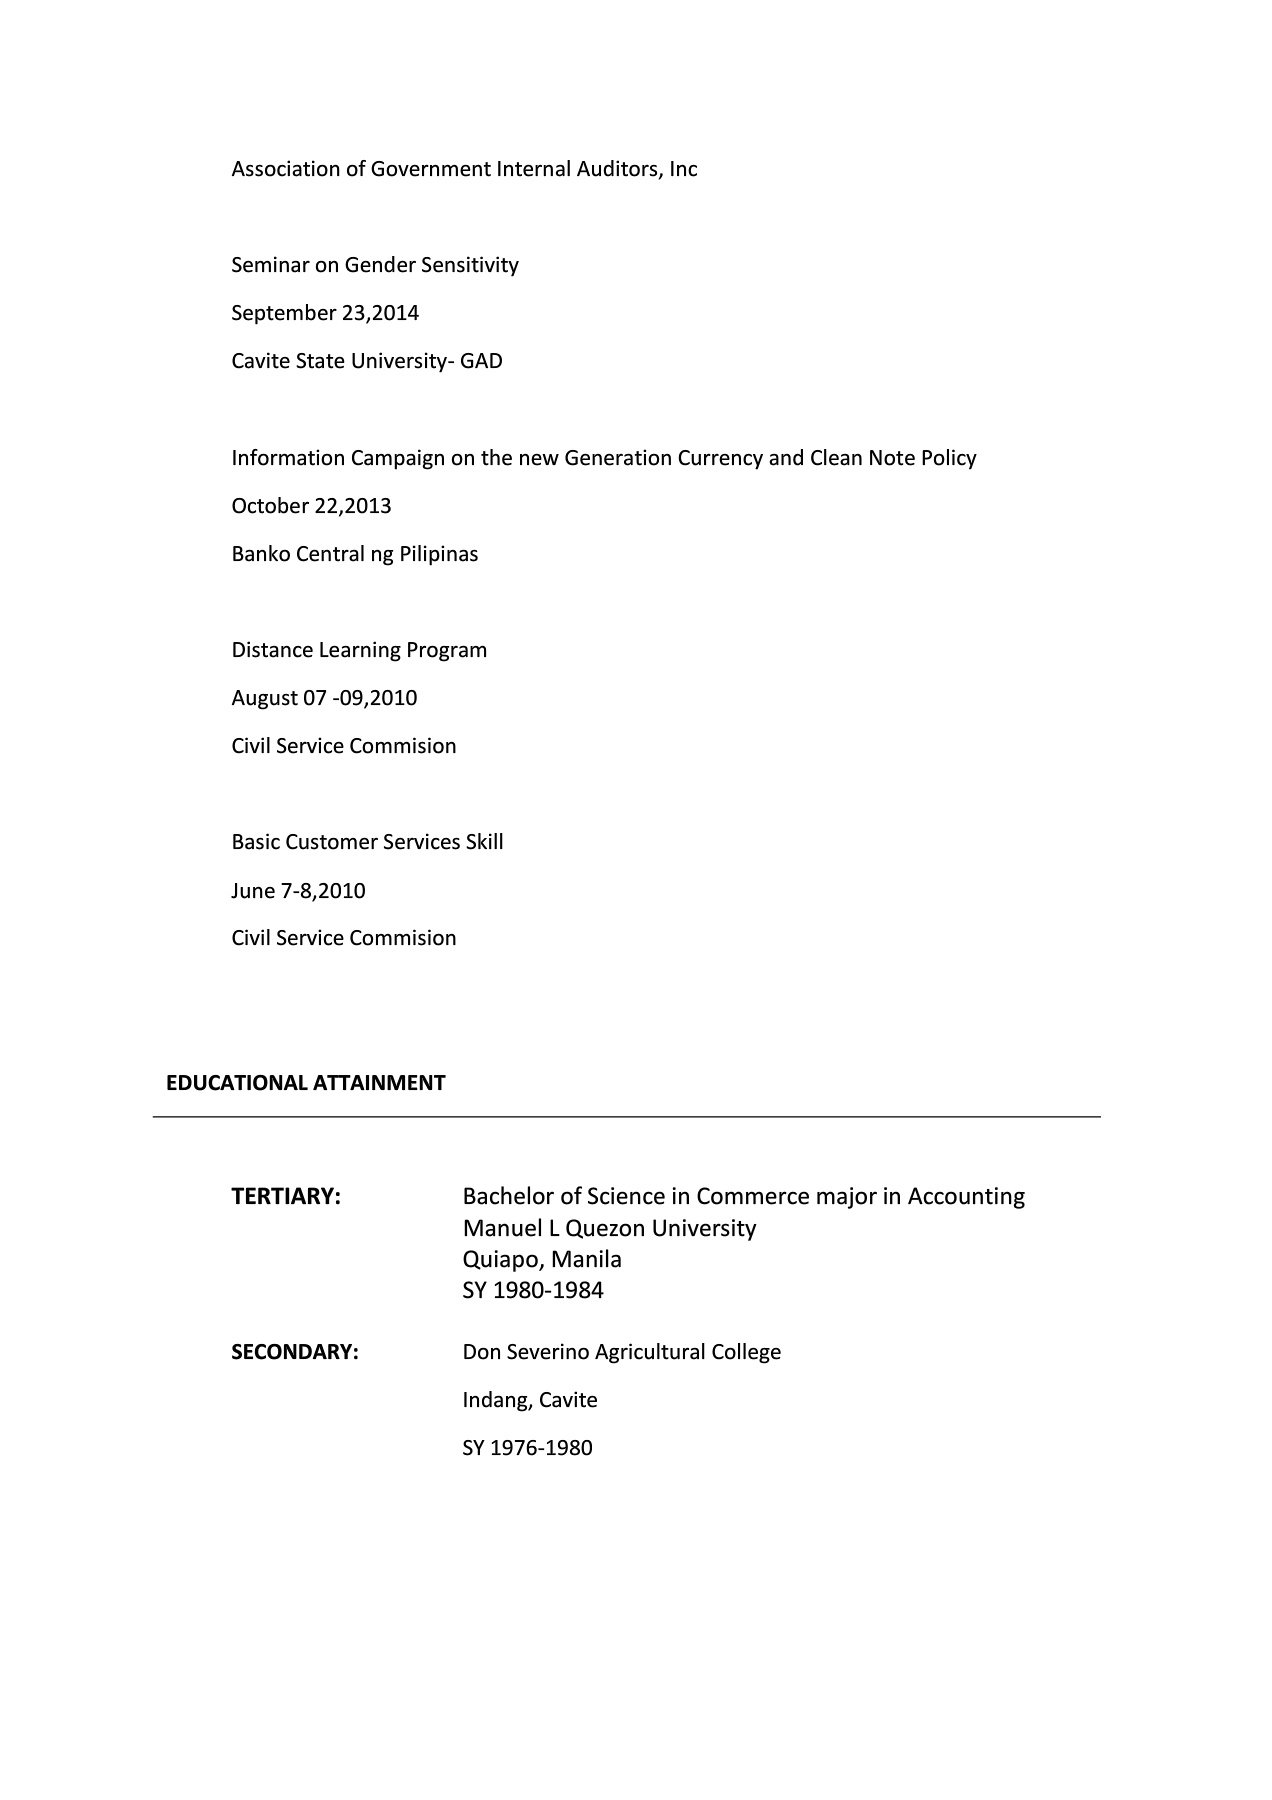 Association of Government Internal Auditors, Inc
Seminar on Gender Sensitivity
September 23,2014
Cavite State University- GAD
Information Campaign on the new Generation Currency and Clean Note Policy
October 22,2013
Banko Central ng Pilipinas
Distance Learning Program
August 07 -09,2010
Civil Service Commision
Basic Customer Services Skill
June 7-8,2010
Civil Service Commision
EDUCATIONAL ATTAINMENT
TERTIARY: Bachelor of Science in Commerce major in Accounting
Manuel L Quezon University
Quiapo, Manila
SY 1980-1984
SECONDARY: Don Severino Agricultural College
Indang, Cavite
SY 1976-1980